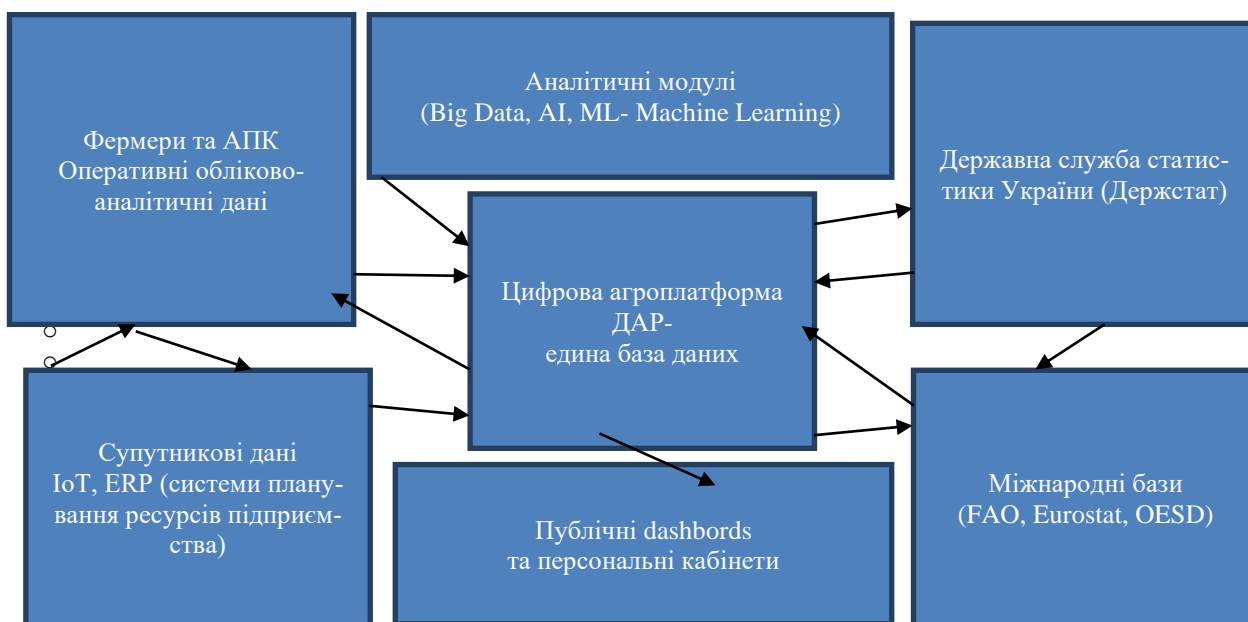 Фермери та АПК
Оперативні обліково-
аналітичні дані
Аналітичні модулі
(Big Data, AI, ML- Machine Learning)
Державна служба статис-
тики України (Держстат)
Цифрова агроплатформа
ДАР-
едина база даних
Супутникові дані
IoT, ERP (системи плану-
вання ресурсів підприєм-
ства)
Публічні dashbords
та персональні кабінети
Міжнародні бази
(FAO, Eurostat, OESD)